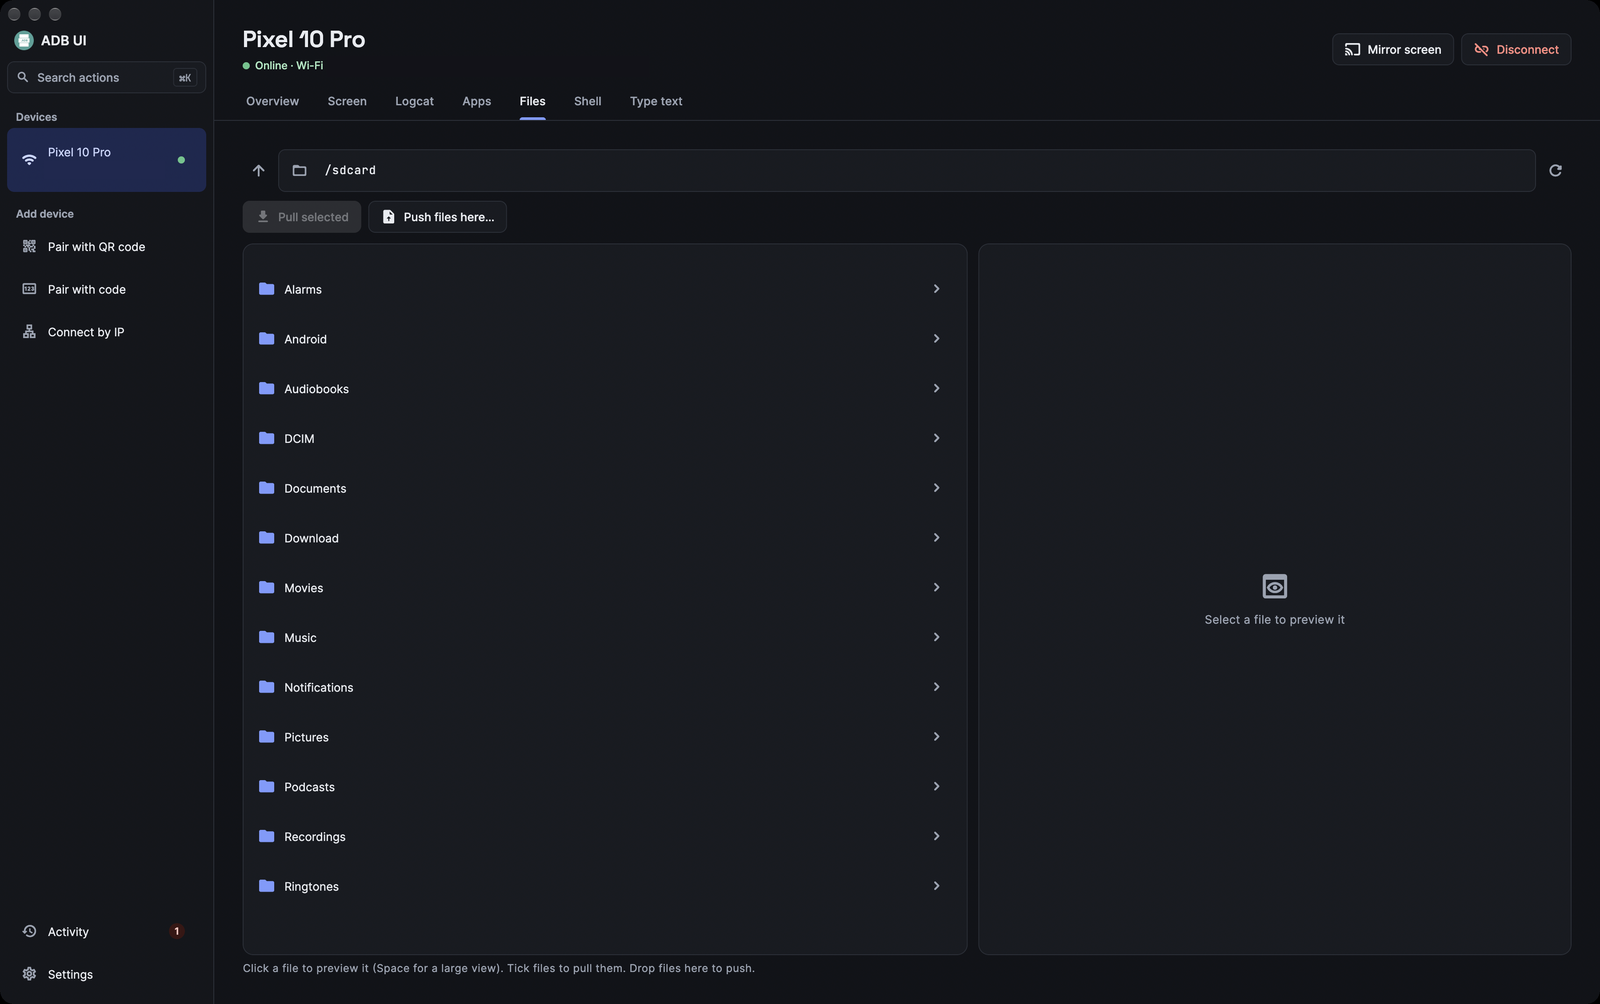 ADB UI
Search actions ⌘K
Devices
Pixel 10 Pro
Add device
Pair with QR code
123 Pair with code
Connect by IP
Activity 1
Settings
Pixel 10 Pro
Online · Wi-Fi
Mirror screen
Disconnect
Overview Screen Logcat Apps Files Shell Type text
/sdcard
Pull selected
Push files here...
Alarms
Android
Audiobooks
DCIM
Documents
Download
Movies
Music
Notifications
Pictures
Podcasts
Recordings
Ringtones
Select a file to preview it
Click a file to preview it (Space for a large view). Tick files to pull them. Drop files here to push.